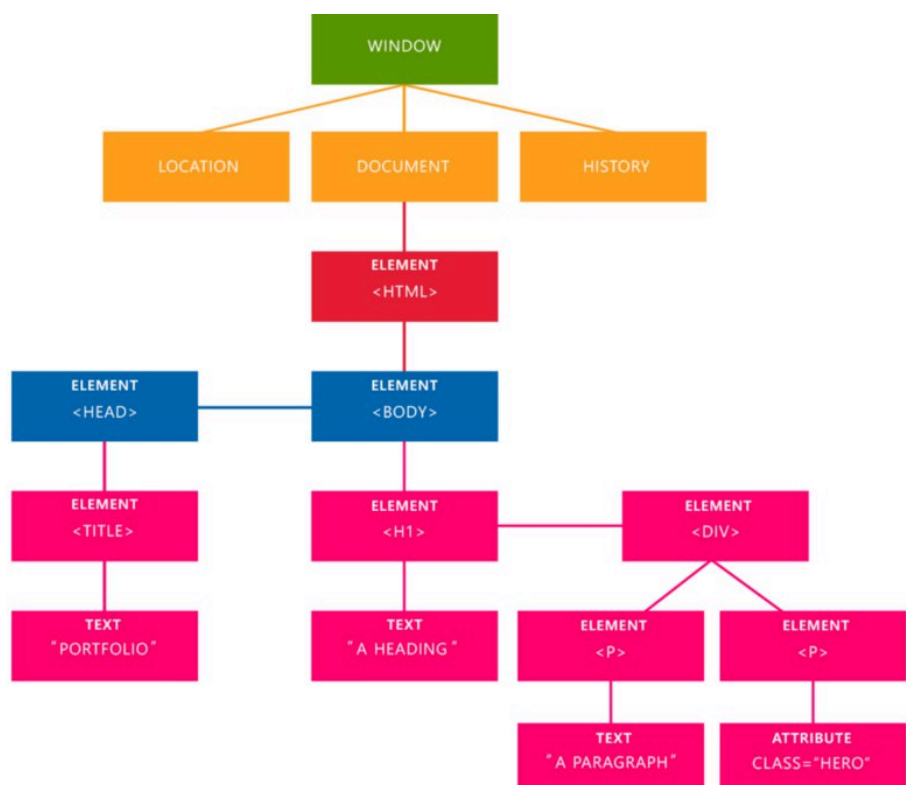 WINDOW
LOCATION
DOCUMENT
HISTORY
ELEMENT
<HTML>
ELEMENT
<HEAD>
ELEMENT
<BODY>
ELEMENT
<TITLE>
ELEMENT
<H1>
ELEMENT
<DIV>
TEXT
"PORTFOLIO"
TEXT
"A HEADING"
ELEMENT
<P>
ELEMENT
<P>
TEXT
"A PARAGRAPH"
ATTRIBUTE
CLASS="HERO"